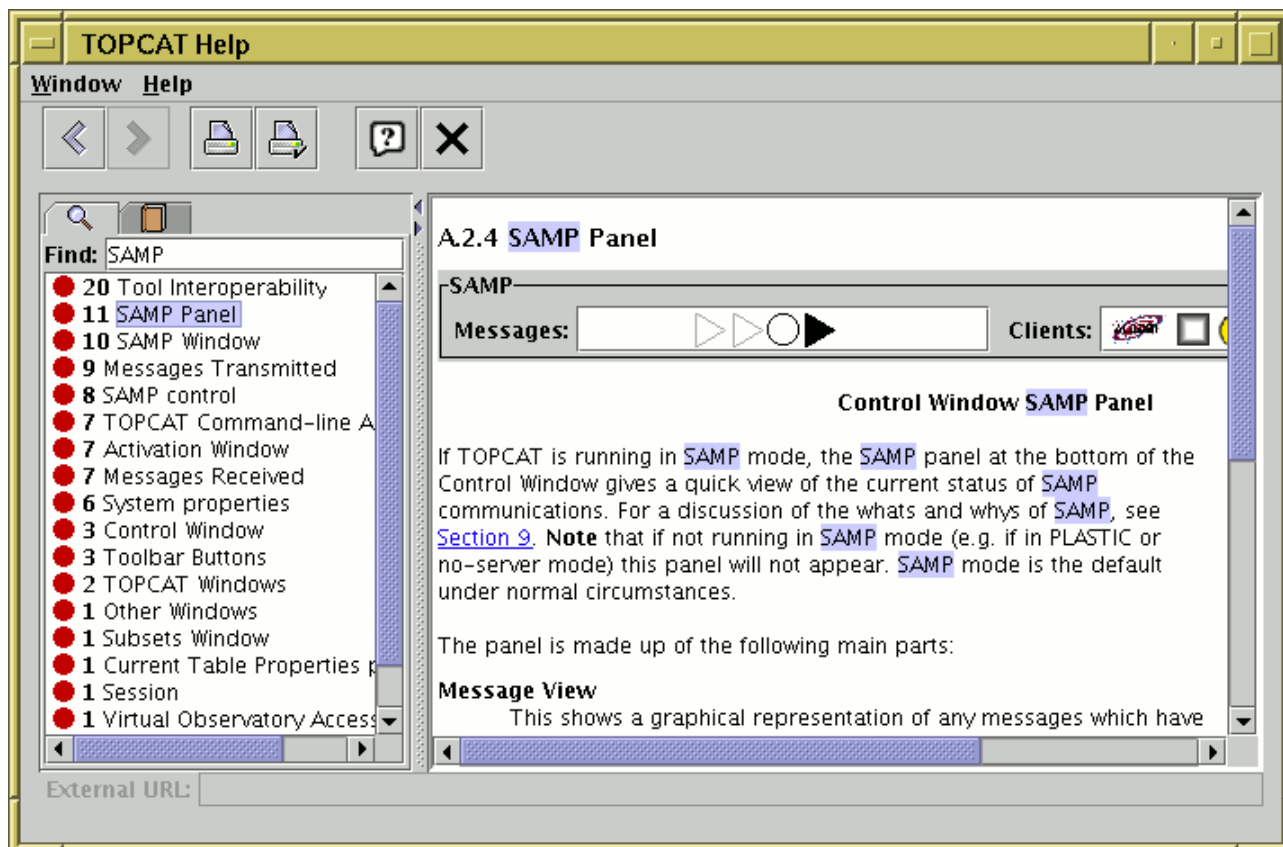 TOPCAT Help
Window Help
Find: SAMP
20 Tool Interoperability
11 SAMP Panel
10 SAMP Window
9 Messages Transmitted
8 SAMP control
7 TOPCAT Command-line A
7 Activation Window
7 Messages Received
6 System properties
3 Control Window
3 Toolbar Buttons
2 TOPCAT Windows
1 Other Windows
1 Subsets Window
1 Current Table Properties p
1 Session
1 Virtual Observatory Access
A.2.4 SAMP Panel
SAMP
Messages: Clients:
Control Window SAMP Panel
If TOPCAT is running in SAMP mode, the SAMP panel at the bottom of the
Control Window gives a quick view of the current status of SAMP
communications. For a discussion of the whats and whys of SAMP, see
Section 9. Note that if not running in SAMP mode (e.g. if in PLASTIC or
no-server mode) this panel will not appear. SAMP mode is the default
under normal circumstances.
The panel is made up of the following main parts:
Message View
This shows a graphical representation of any messages which have
External URL: